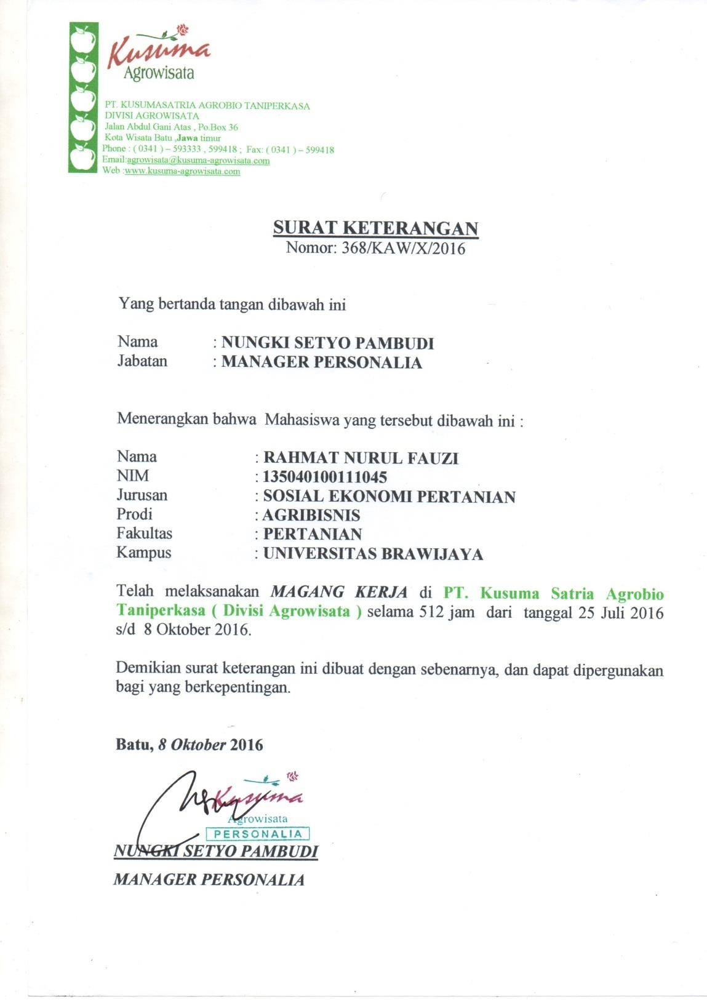 Kusuma
Agrowisata
PT. KUSUMASATRIA AGROBIO TANIPERKASA
DIVISI AGROWISATA
Jalan Abdul Gani Atas , Po.Box 36
Kota Wisata Batu ,Jawa timur
Phone : ( 0341 ) – 593333 , 599418 ; Fax: ( 0341 ) – 599418
Email:agrowisata@kusuma-agrowisata.com
Web :www.kusuma-agrowisata.com
SURAT KETERANGAN
Nomor: 368/KAW/X/2016
Yang bertanda tangan dibawah ini
Nama : NUNGKI SETYO PAMBUDI
Jabatan : MANAGER PERSONALIA
Menerangkan bahwa Mahasiswa yang tersebut dibawah ini :
Nama : RAHMAT NURUL FAUZI
NIM : 135040100111045
Jurusan : SOSIAL EKONOMI PERTANIAN
Prodi : AGRIBISNIS
Fakultas : PERTANIAN
Kampus : UNIVERSITAS BRAWIJAYA
Telah melaksanakan MAGANG KERJA di PT. Kusuma Satria Agrobio
Taniperkasa ( Divisi Agrowisata ) selama 512 jam dari tanggal 25 Juli 2016
s/d 8 Oktober 2016.
Demikian surat keterangan ini dibuat dengan sebenarnya, dan dapat dipergunakan
bagi yang berkepentingan.
Batu, 8 Oktober 2016
Kusuma
Agrowisata
PERSONALIA
NUNGKI SETYO PAMBUDI
MANAGER PERSONALIA